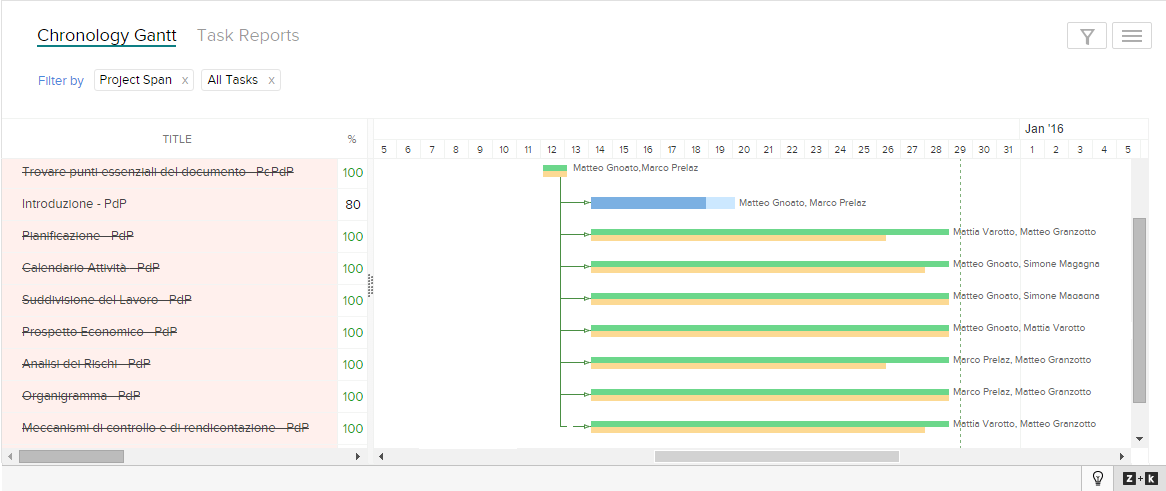 Chronology Gantt Task Reports
Filter by Project Span x All Tasks x
Jan '16
TITLE % 5 6 7 8 9 10 11 12 13 14 15 16 17 18 19 20 21 22 23 24 25 26 27 28 29 30 31 1 2 3 4 5
Trovare punti essenziali del documento - PdPdP 100 Matteo Gnoato,Marco Prelaz
Introduzione - PdP 80 Matteo Gnoato, Marco Prelaz
Pianificazione - PdP 100 Mattia Varotto, Matteo Granzotto
Calendario Attività - PdP 100 Matteo Gnoato, Simone Magagna
Suddivisione del Lavoro - PdP 100 Matteo Gnoato, Simone Magagna
Prospetto Economico - PdP 100 Matteo Gnoato, Mattia Varotto
Analisi dei Rischi - PdP 100 Marco Prelaz, Matteo Granzotto
Organigramma - PdP 100 Marco Prelaz, Matteo Granzotto
Meccanismi di controllo e di rendicontazione - PdP 100 Mattia Varotto, Matteo Granzotto
z + k